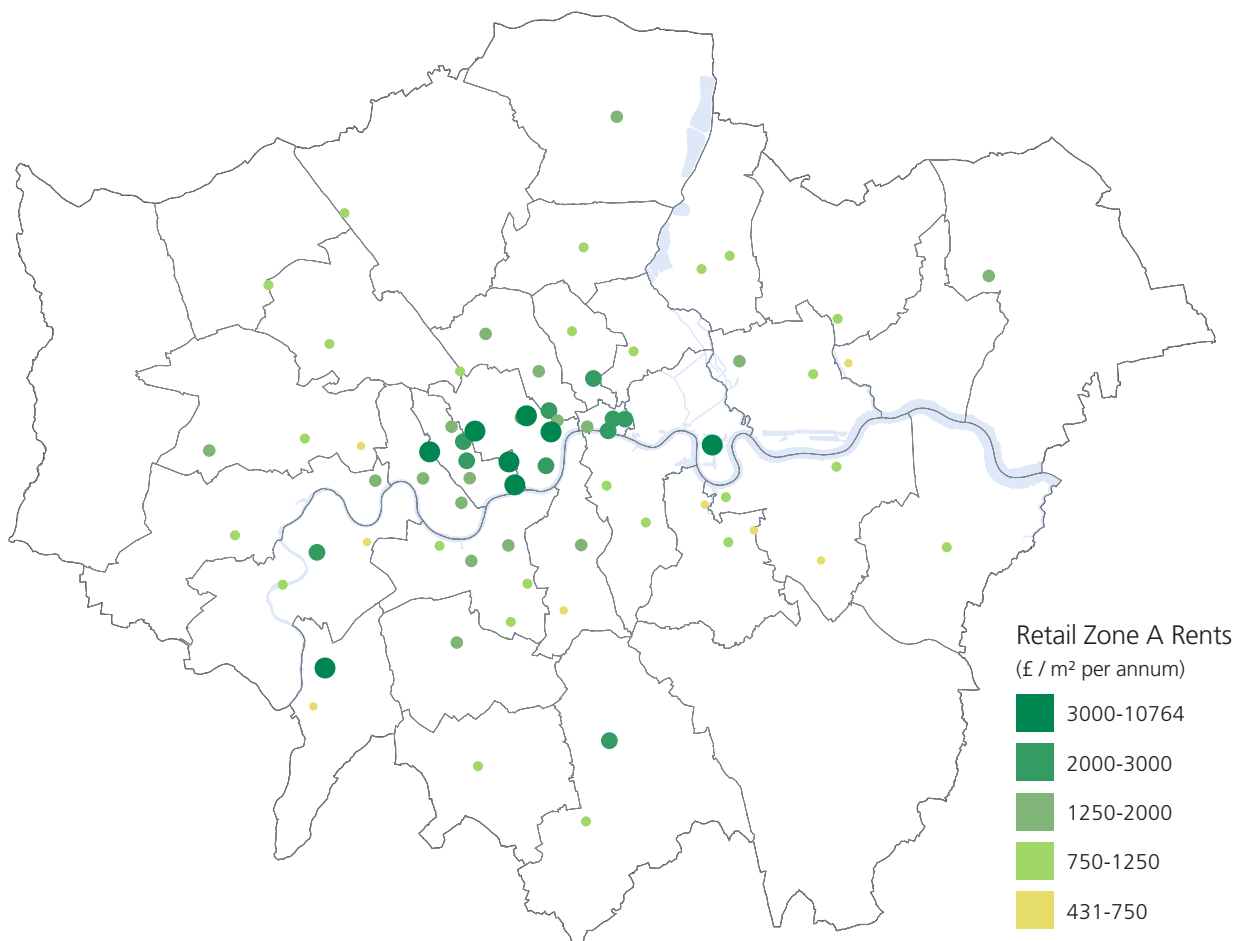 Retail Zone A Rents
(£ / m² per annum)
3000-10764
2000-3000
1250-2000
750-1250
431-750